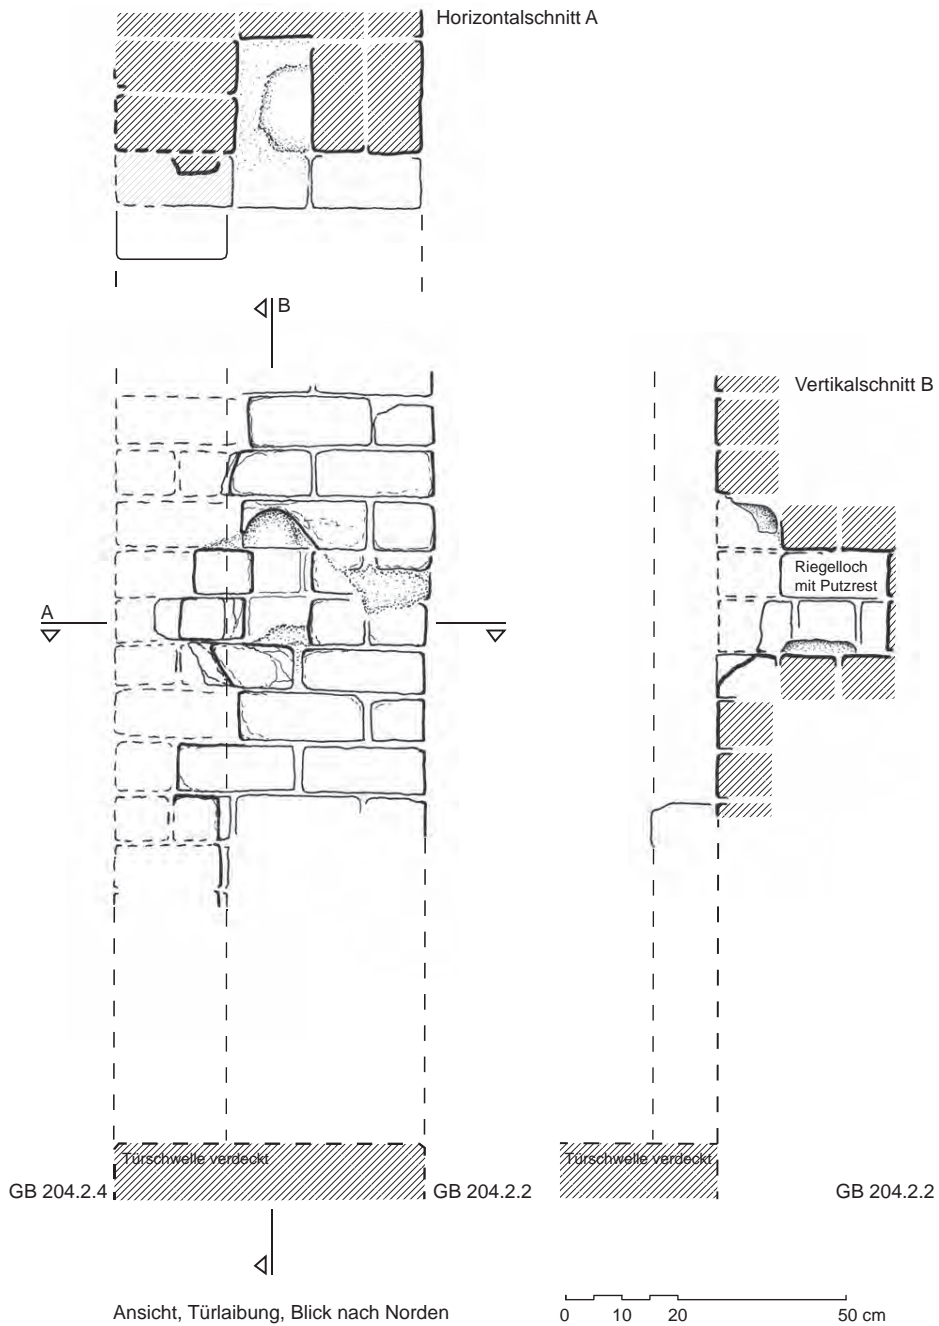 Horizontalschnitt A
B
Vertikalschnitt B
Riegelloch
mit Putzrest
A
Türschwelle verdeckt
Türschwelle verdeckt
GB 204.2.4
GB 204.2.2
GB 204.2.2
Ansicht, Türlaibung, Blick nach Norden
0 10 20 50 cm